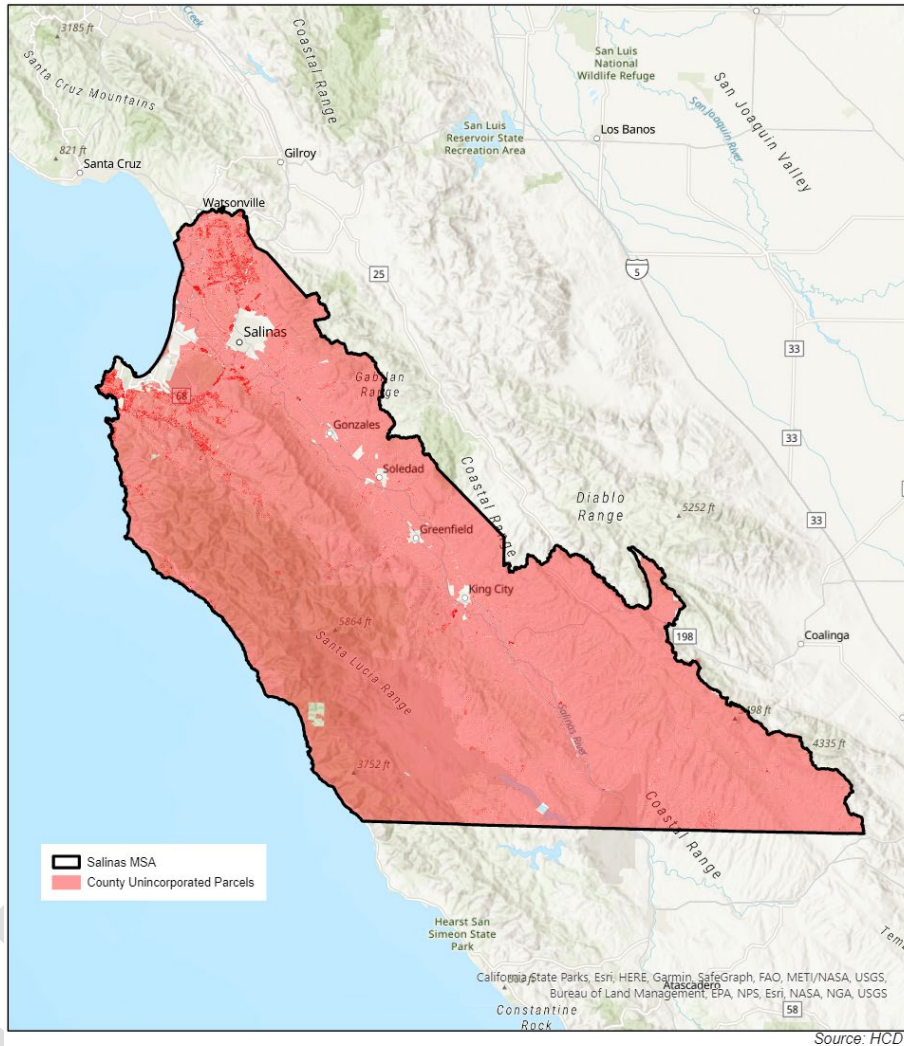 Creek
3185 ft
Coastal Range
Santa Cruz Mountains
San Luis
National
Wildlife Refuge
San Joaquin River
San Joaquin Valley
Los Banos
San Luis
Reservoir State
Recreation Area
821 ft
Gilroy
Santa Cruz
Watsonville
25
5
Salinas
33
Gabilan
Range
68
Gonzales
33
Soledad
Coastal Range
Diablo
Range
5252 ft
33
Greenfield
King City
198
Coalinga
5864 ft
Santa Lucia Range
Salinas River
4335 ft
3752 ft
Coastal Range
Salinas MSA
County Unincorporated Parcels
Hearst San
Simeon State
Park
California State Parks, Esri, HERE, Garmin, SafeGraph, FAO, METI/NASA, USGS,
Bureau of Land Management, EPA, NPS, Esri, NASA, NGA, USGS
Atascadero
58
Constantine
Rock
Source: HCD